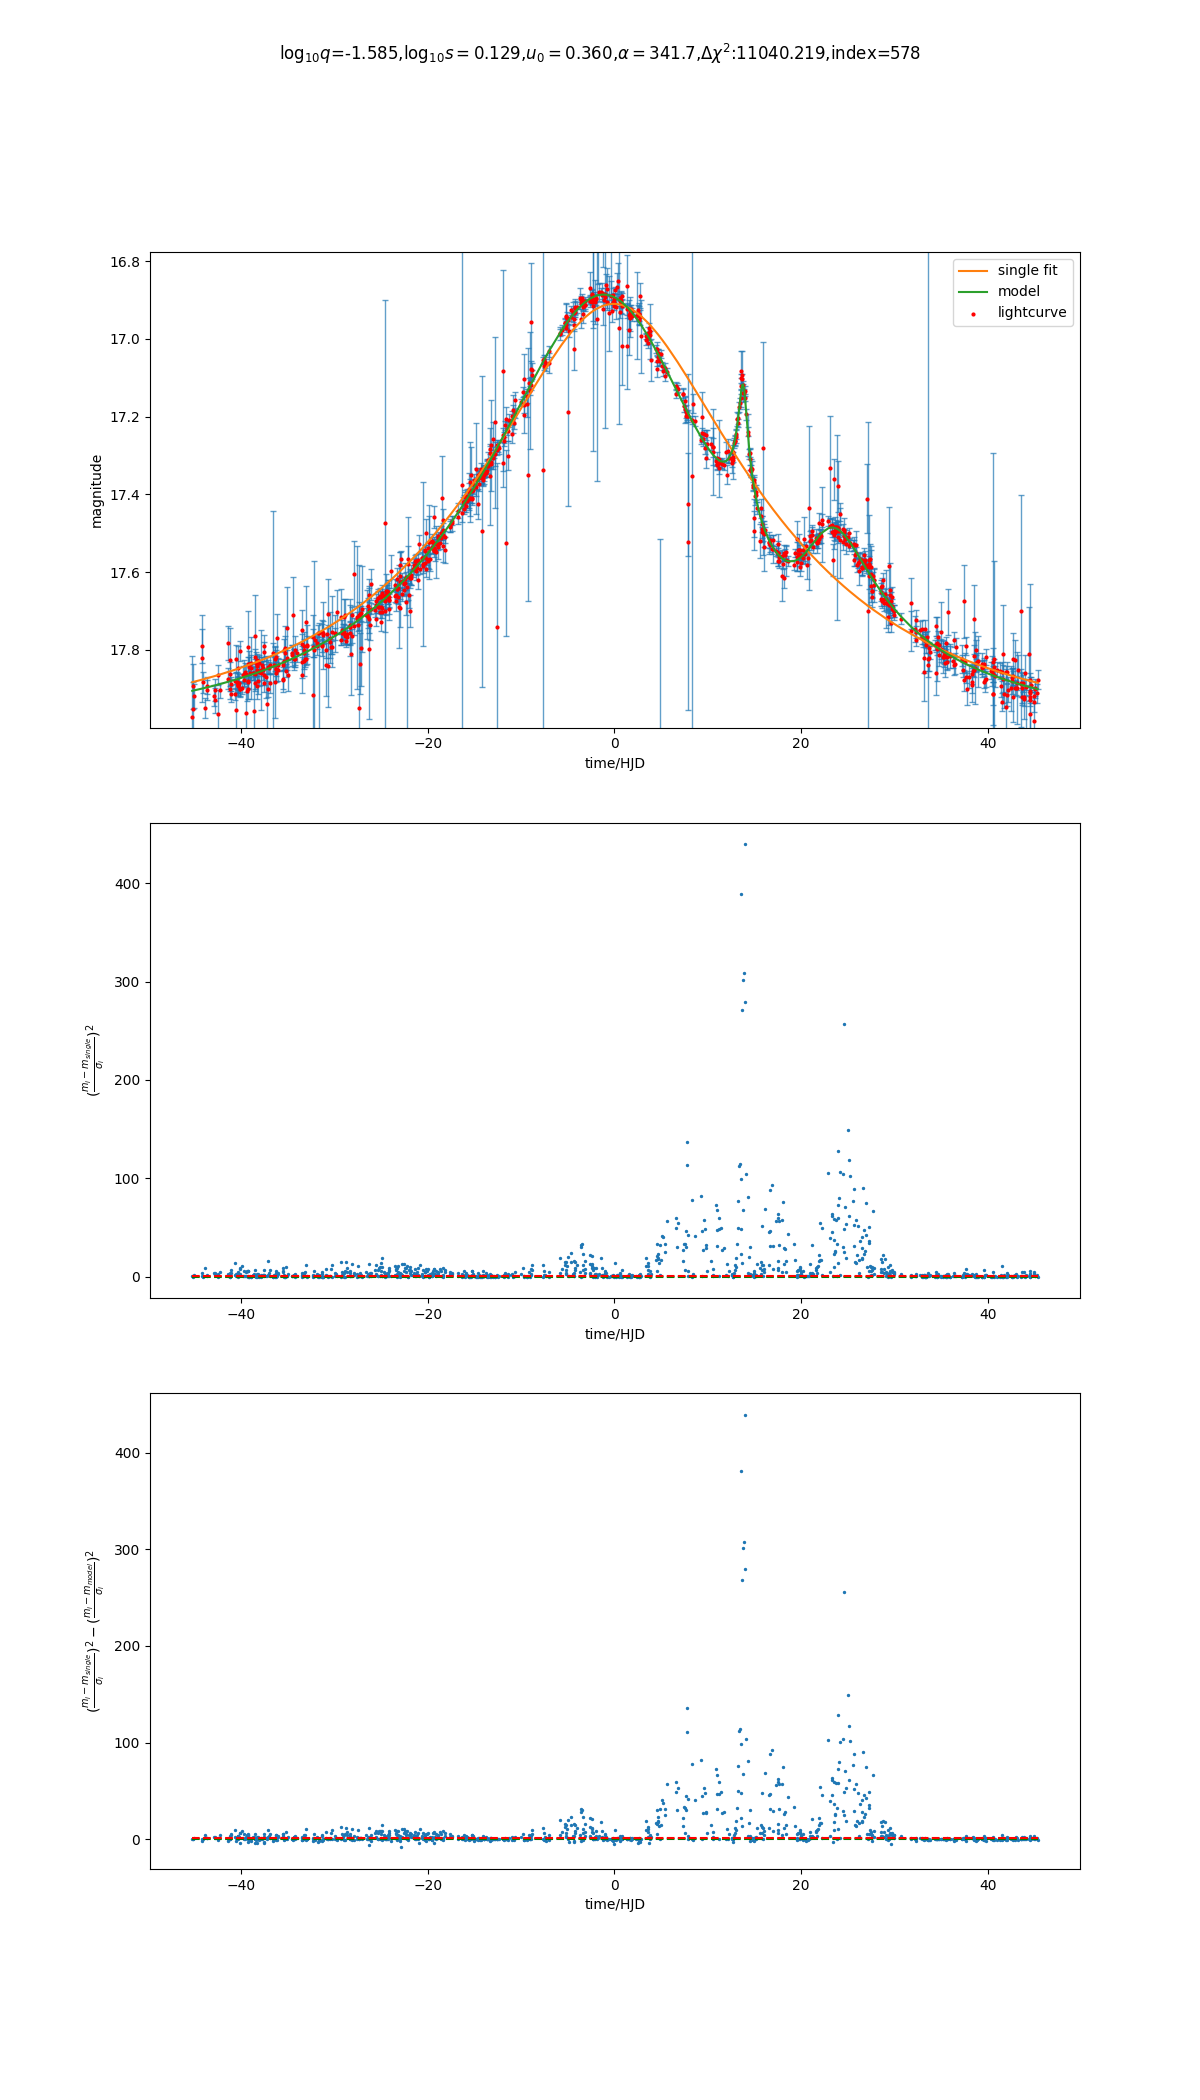 log₁₀q=-1.585,log₁₀s = 0.129,u₀ = 0.360,α = 341.7,Δχ²:11040.219,index=578
16.8
17.0
17.2
17.4
17.6
17.8
magnitude
single fit
model
lightcurve
−40 −20 0 20 40
time/HJD
400
300
200
100
0
(mᵢ − m_single / σᵢ)²
−40 −20 0 20 40
time/HJD
400
300
200
100
0
(mᵢ − m_single / σᵢ)² − (mᵢ − m_model / σᵢ)²
−40 −20 0 20 40
time/HJD